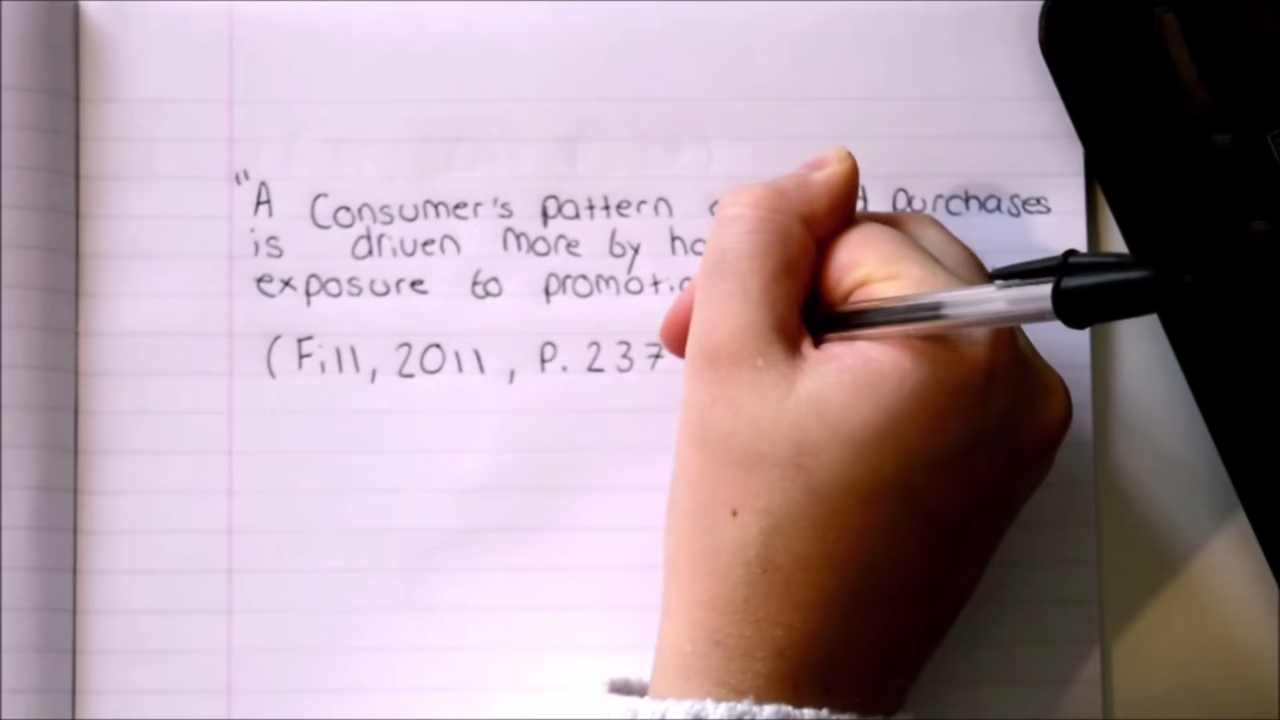 "A Consumer's pattern purchases
is driven more by
exposure to
(Fill, 2011, P. 237